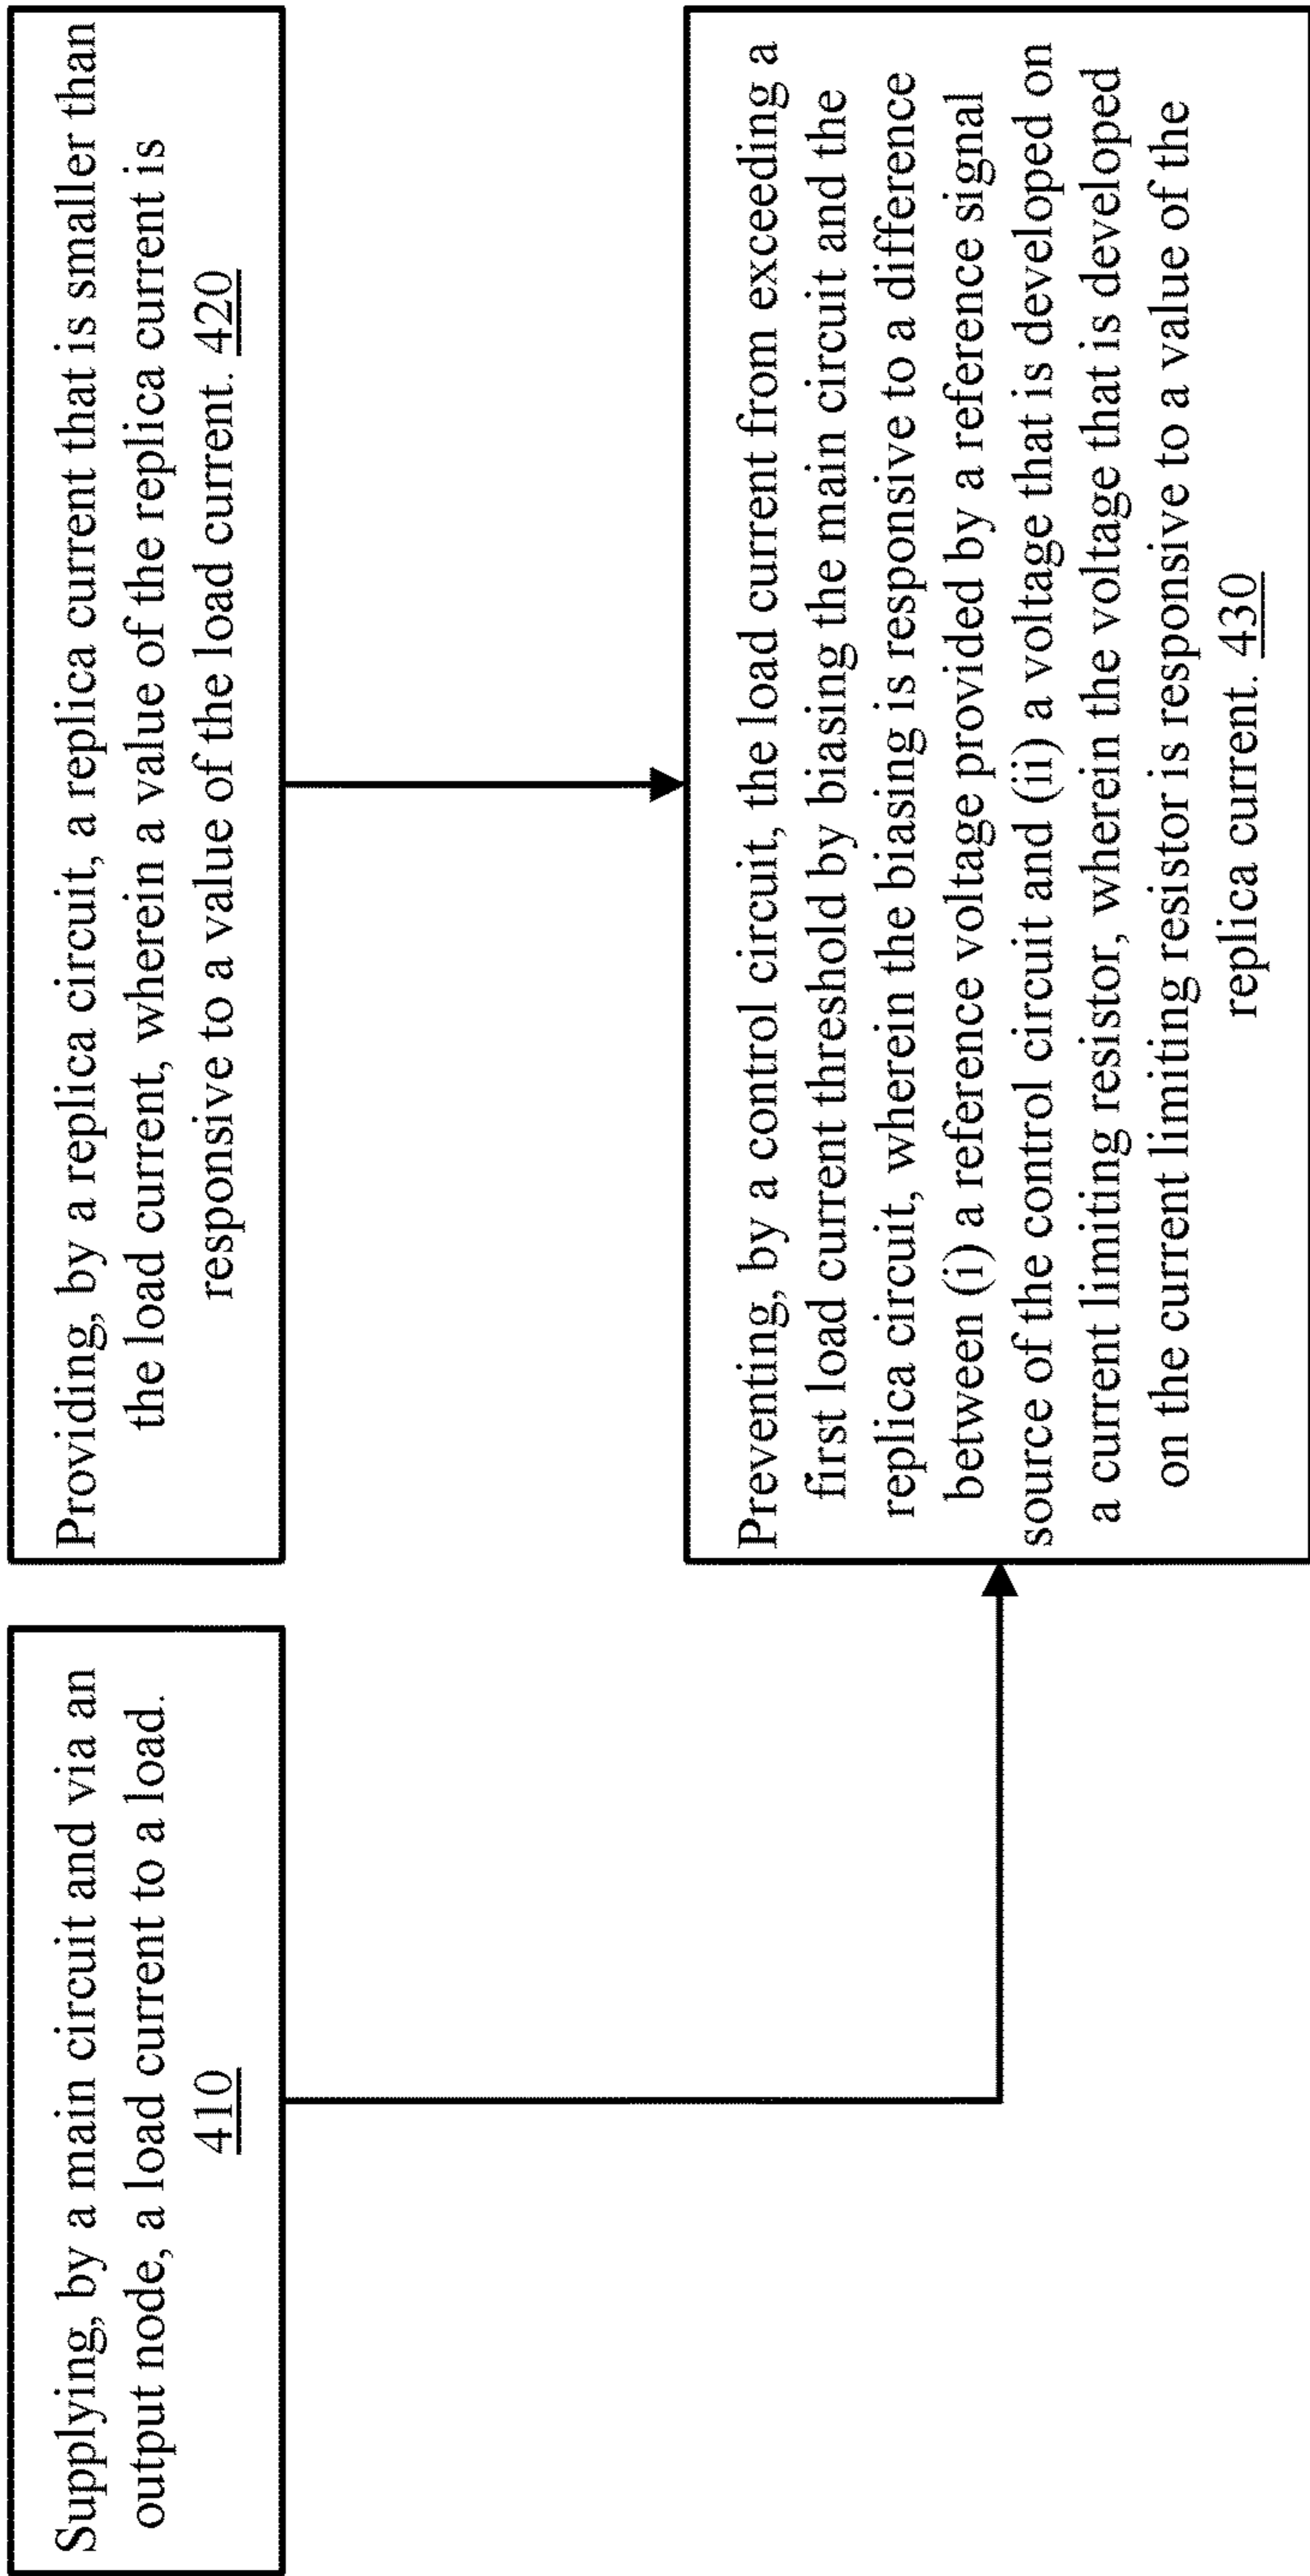 Supplying, by a main circuit and via an
output node, a load current to a load.
410
Providing, by a replica circuit, a replica current that is smaller than
the load current, wherein a value of the replica current is
responsive to a value of the load current. 420
Preventing, by a control circuit, the load current from exceeding a
first load current threshold by biasing the main circuit and the
replica circuit, wherein the biasing is responsive to a difference
between (i) a reference voltage provided by a reference signal
source of the control circuit and (ii) a voltage that is developed on
a current limiting resistor, wherein the voltage that is developed
on the current limiting resistor is responsive to a value of the
replica current. 430